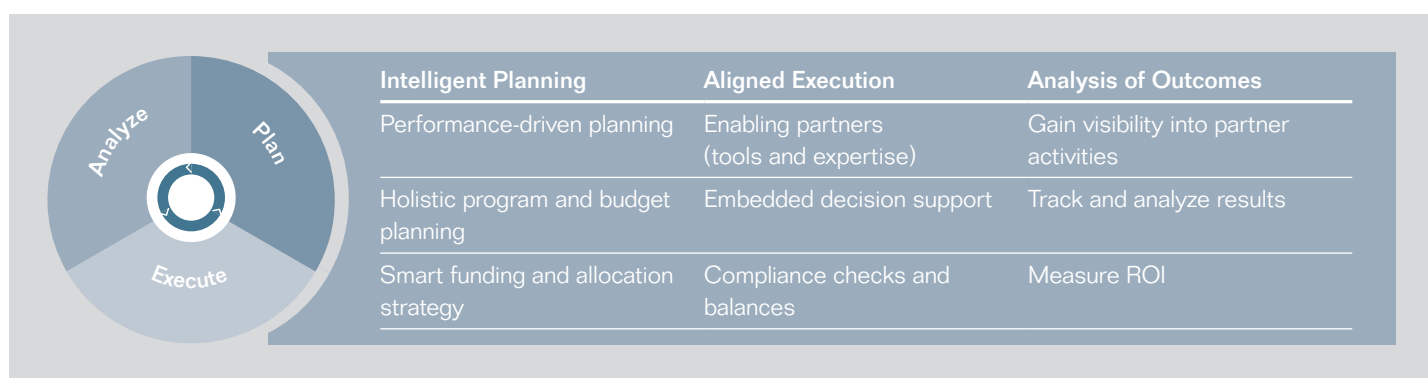 Analyze
Plan
Execute
Intelligent Planning
Aligned Execution
Analysis of Outcomes
Performance-driven planning
Enabling partners
(tools and expertise)
Gain visibility into partner
activities
Holistic program and budget
planning
Embedded decision support
Track and analyze results
Smart funding and allocation
strategy
Compliance checks and
balances
Measure ROI